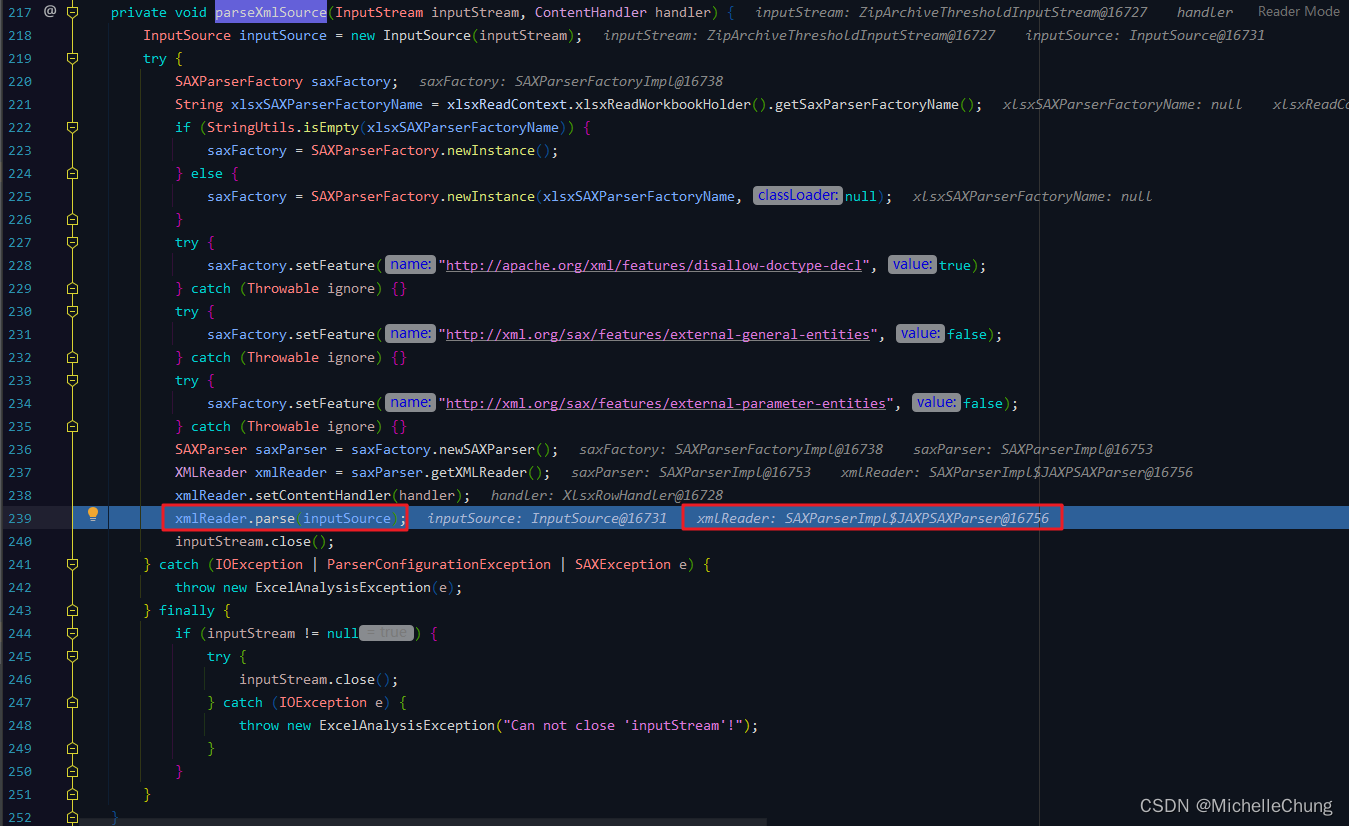 217 @ private void parseXmlSource(InputStream inputStream, ContentHandler handler) { inputStream: ZipArchiveThresholdInputStream@16727 handler Reader Mode
218 InputSource inputSource = new InputSource(inputStream); inputStream: ZipArchiveThresholdInputStream@16727 inputSource: InputSource@16731
219 try {
220 SAXParserFactory saxFactory; saxFactory: SAXParserFactoryImpl@16738
221 String xlsxSAXParserFactoryName = xlsxReadContext.xlsxReadWorkbookHolder().getSaxParserFactoryName(); xlsxSAXParserFactoryName: null xlsxReadCo
222 if (StringUtils.isEmpty(xlsxSAXParserFactoryName)) {
223 saxFactory = SAXParserFactory.newInstance();
224 } else {
225 saxFactory = SAXParserFactory.newInstance(xlsxSAXParserFactoryName, classLoader: null); xlsxSAXParserFactoryName: null
226 }
227 try {
228 saxFactory.setFeature( name: "http://apache.org/xml/features/disallow-doctype-decl", value: true);
229 } catch (Throwable ignore) {}
230 try {
231 saxFactory.setFeature( name: "http://xml.org/sax/features/external-general-entities", value: false);
232 } catch (Throwable ignore) {}
233 try {
234 saxFactory.setFeature( name: "http://xml.org/sax/features/external-parameter-entities", value: false);
235 } catch (Throwable ignore) {}
236 SAXParser saxParser = saxFactory.newSAXParser(); saxFactory: SAXParserFactoryImpl@16738 saxParser: SAXParserImpl@16753
237 XMLReader xmlReader = saxParser.getXMLReader(); saxParser: SAXParserImpl@16753 xmlReader: SAXParserImpl$JAXPSAXParser@16756
238 xmlReader.setContentHandler(handler); handler: XlsxRowHandler@16728
239 xmlReader.parse(inputSource); inputSource: InputSource@16731 xmlReader: SAXParserImpl$JAXPSAXParser@16756
240 inputStream.close();
241 } catch (IOException | ParserConfigurationException | SAXException e) {
242 throw new ExcelAnalysisException(e);
243 } finally {
244 if (inputStream != null = true ) {
245 try {
246 inputStream.close();
247 } catch (IOException e) {
248 throw new ExcelAnalysisException("Can not close 'inputStream'!");
249 }
250 }
251 }
252 }
CSDN @MichelleChung